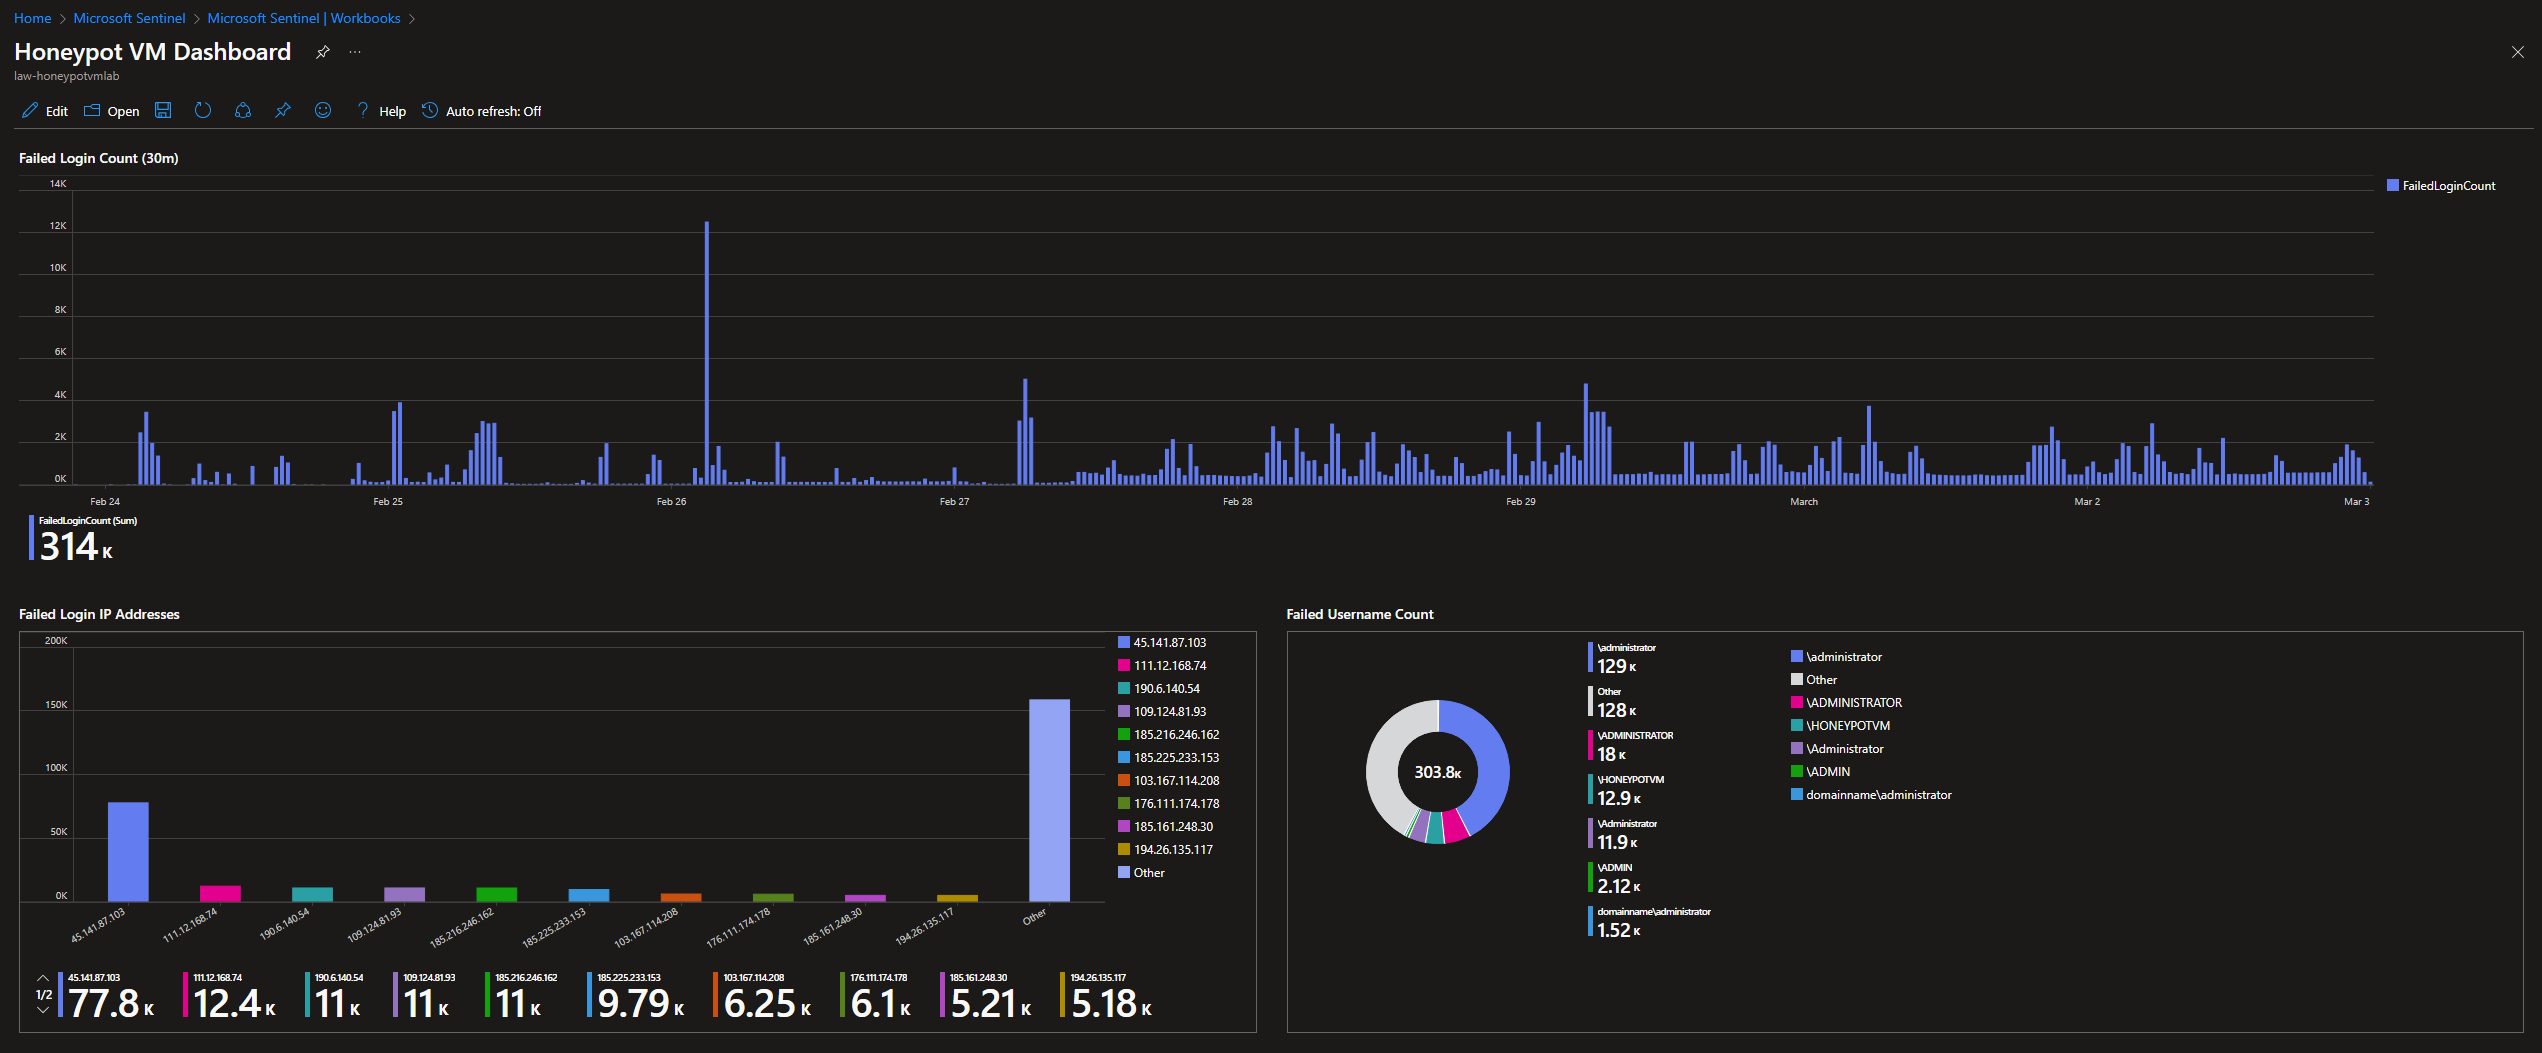 Home > Microsoft Sentinel > Microsoft Sentinel | Workbooks >
Honeypot VM Dashboard ...
law-honeypotvmlab
Edit Open ? Help Auto refresh: Off
Failed Login Count (30m)
14K
12K
10K
8K
6K
4K
2K
0K
Feb 24 Feb 25 Feb 26 Feb 27 Feb 28 Feb 29 March Mar 2 Mar 3
FailedLoginCount
FailedLoginCount (Sum)
314 K
Failed Login IP Addresses
200K
150K
100K
50K
0K
45.141.87.103 111.12.168.74 190.6.140.54 109.124.81.93 185.216.246.162 185.225.233.153 103.167.114.208 176.111.174.178 185.161.248.30 194.26.135.117 Other
45.141.87.103
111.12.168.74
190.6.140.54
109.124.81.93
185.216.246.162
185.225.233.153
103.167.114.208
176.111.174.178
185.161.248.30
194.26.135.117
Other
1/2
45.141.87.103
77.8 K
111.12.168.74
12.4 K
190.6.140.54
11 K
109.124.81.93
11 K
185.216.246.162
11 K
185.225.233.153
9.79 K
103.167.114.208
6.25 K
176.111.174.178
6.1 K
185.161.248.30
5.21 K
194.26.135.117
5.18 K
Failed Username Count
303.8K
\administrator
129 K
Other
128 K
\ADMINISTRATOR
18 K
\HONEYPOTVM
12.9 K
\Administrator
11.9 K
\ADMIN
2.12 K
domainname\administrator
1.52 K
\administrator
Other
\ADMINISTRATOR
\HONEYPOTVM
\Administrator
\ADMIN
domainname\administrator